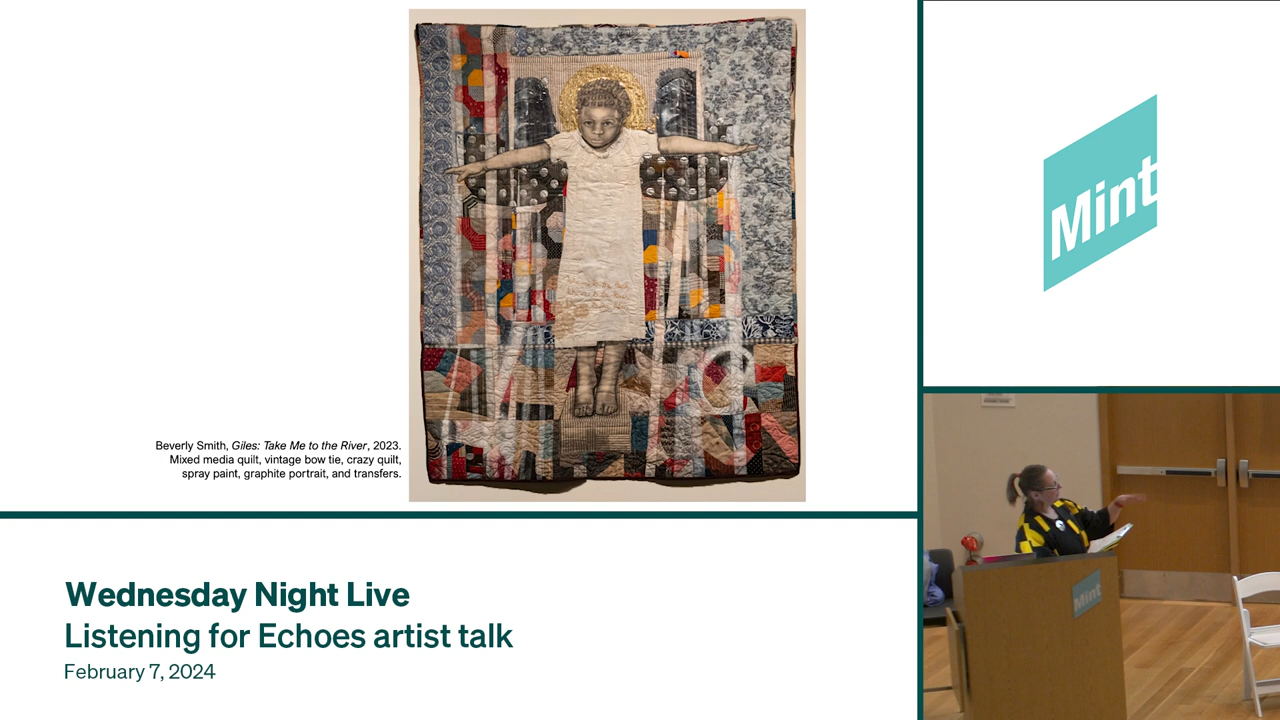 Beverly Smith, Giles: Take Me to the River, 2023.
Mixed media quilt, vintage bow tie, crazy quilt,
spray paint, graphite portrait, and transfers.
Mint
Mint
Wednesday Night Live
Listening for Echoes artist talk
February 7, 2024